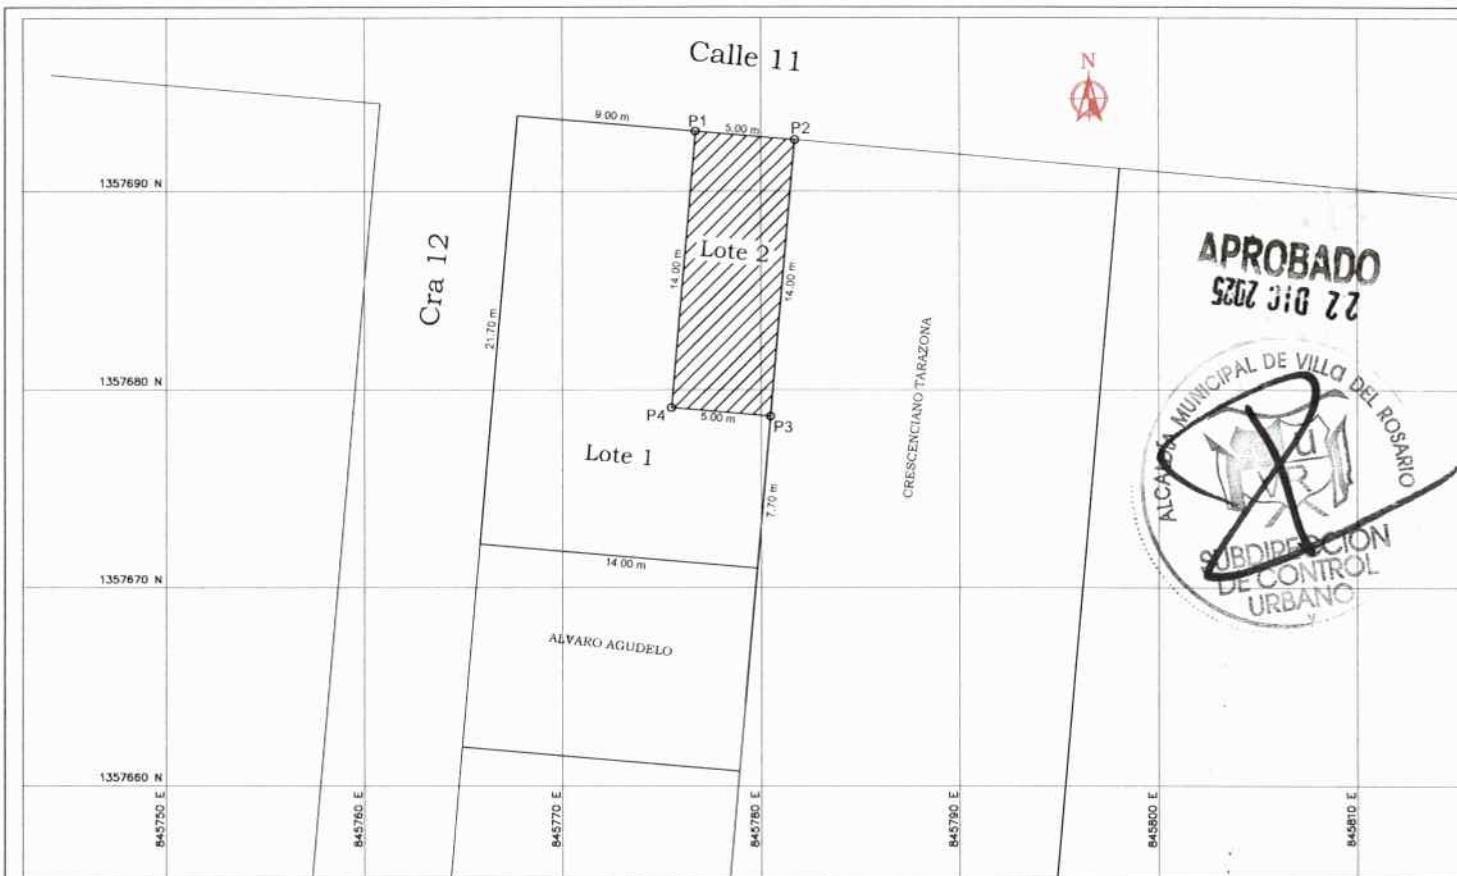 Calle 11
N
9.00 m
P1
5.00 m
P2
1357690 N
Cra 12
14.00 m
Lote 2
14.00 m
APROBADO
22 DIC 2025
21.70 m
CRESCENCIANO TARAZONA
ALCALDÍA MUNICIPAL DE VILLA DEL ROSARIO
1357680 N
P4
5.00 m
P3
Lote 1
7.70 m
SUBDIRECCION
DE CONTROL
URBANO
14.00 m
1357670 N
ALVARO AGUDELO
1357660 N
845750 E
845760 E
845770 E
845780 E
845790 E
845800 E
845810 E